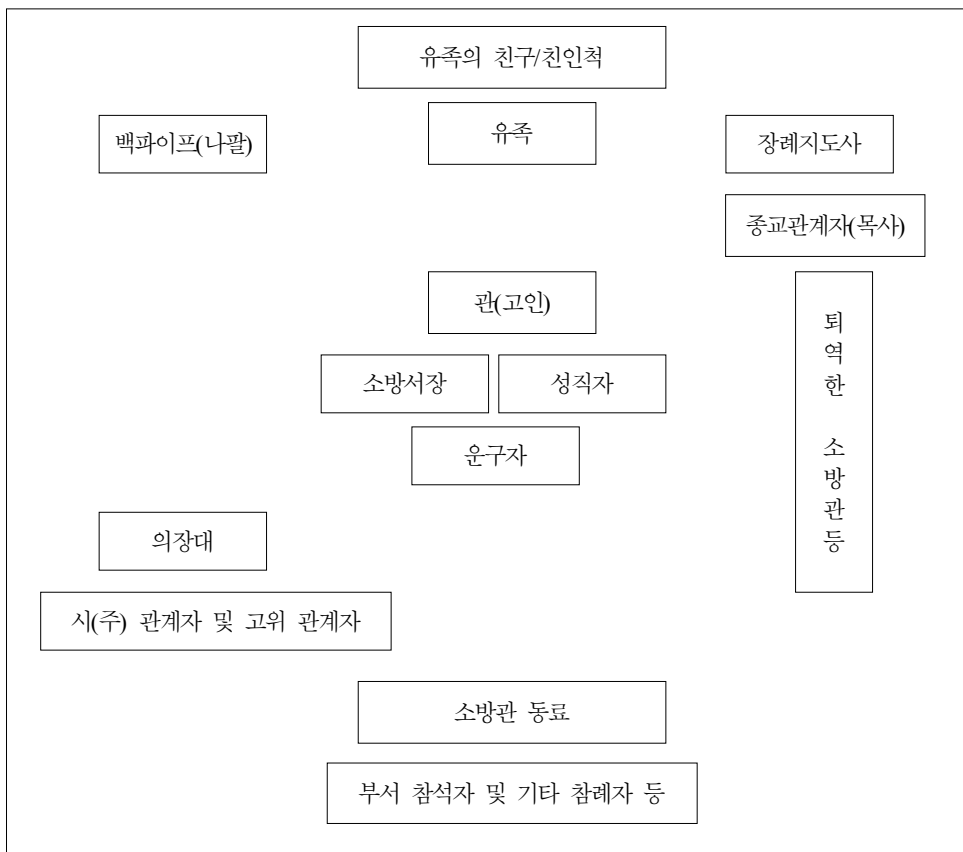 유족의 친구/친인척
백파이프(나팔)
유족
장례지도사
종교관계자(목사)
관(고인)
퇴역한 소방관등
소방서장
성직자
운구자
의장대
시(주) 관계자 및 고위 관계자
소방관 동료
부서 참석자 및 기타 참례자 등